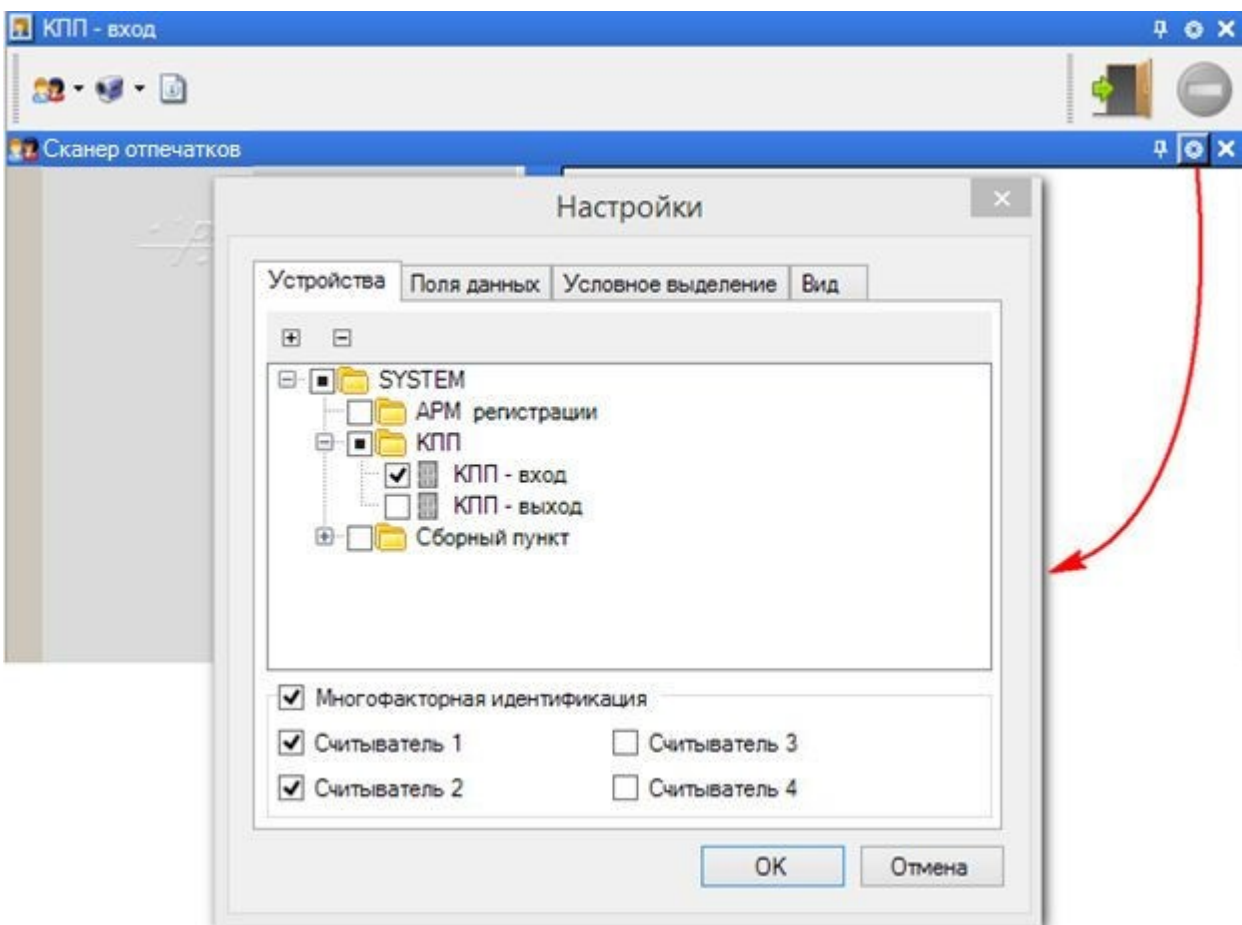 КПП - вход
Сканер отпечатков
Настройки
Устройства Поля данных Условное выделение Вид
SYSTEM
АРМ регистрации
КПП
КПП - вход
КПП - выход
Сборный пункт
Многофакторная идентификация
Считыватель 1 Считыватель 3
Считыватель 2 Считыватель 4
OK Отмена